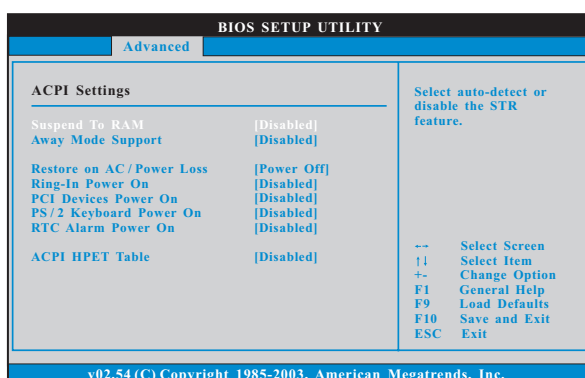 BIOS SETUP UTILITY
Advanced
ACPI Settings
Suspend To RAM [Disabled]
Away Mode Support [Disabled]
Restore on AC / Power Loss [Power Off]
Ring-In Power On [Disabled]
PCI Devices Power On [Disabled]
PS / 2 Keyboard Power On [Disabled]
RTC Alarm Power On [Disabled]
ACPI HPET Table [Disabled]
Select auto-detect or
disable the STR
feature.
←→ Select Screen
↑↓ Select Item
+- Change Option
F1 General Help
F9 Load Defaults
F10 Save and Exit
ESC Exit
v02.54 (C) Copyright 1985-2003, American Megatrends, Inc.